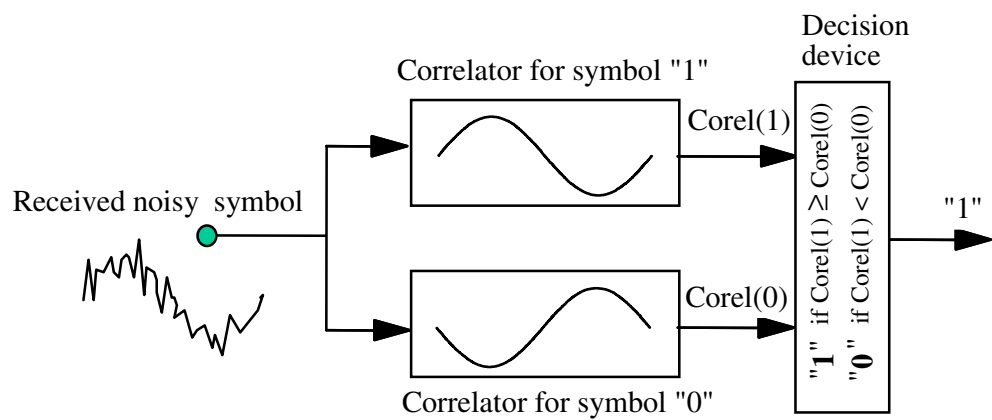 Decision
device
Correlator for symbol "1"
Corel(1)
Received noisy symbol
"1" if Corel(1) ≥ Corel(0)
"0" if Corel(1) < Corel(0)
"1"
Corel(0)
Correlator for symbol "0"